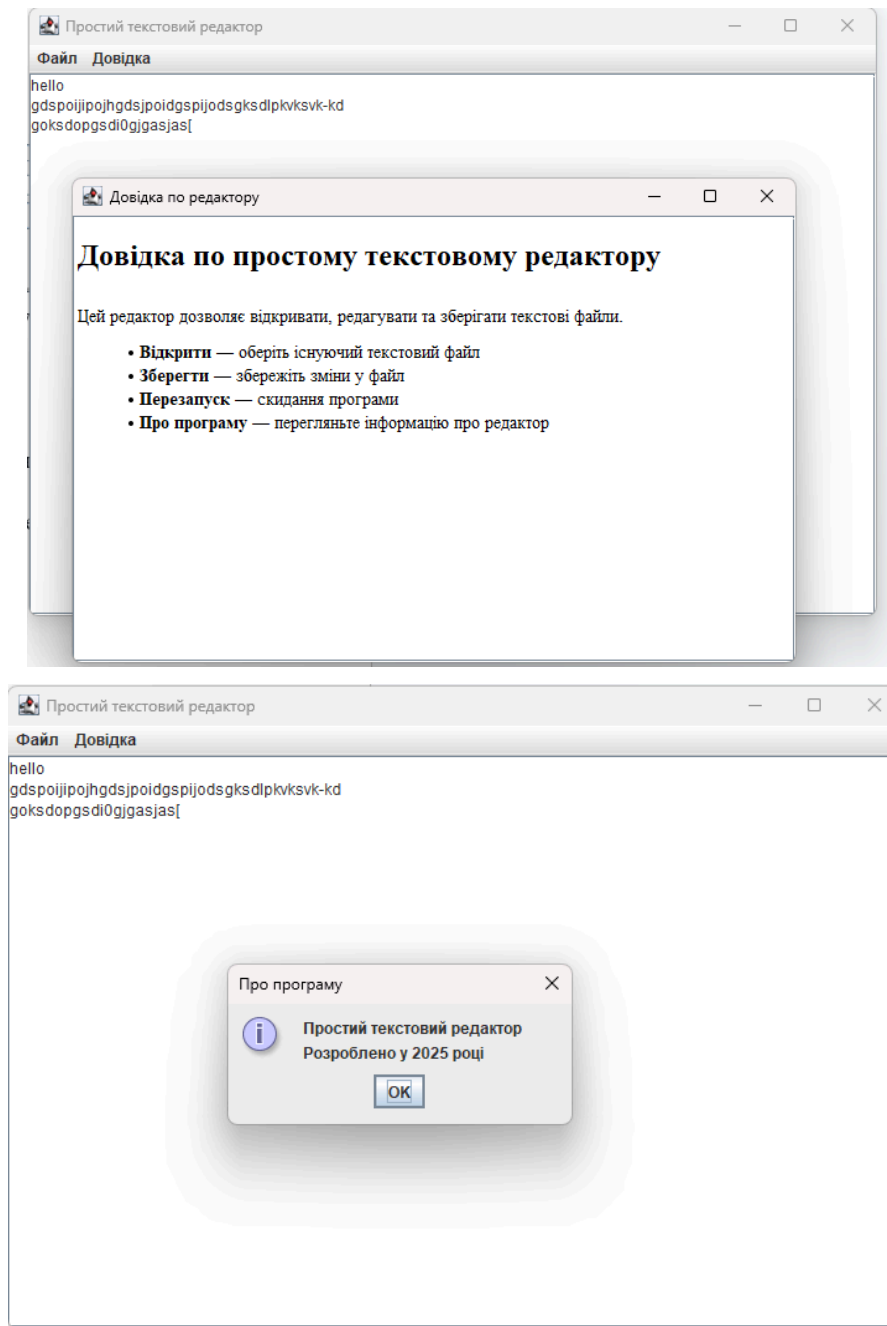 Простий текстовий редактор
Файл Довідка
hello
gdspoijipojhgdsjpoidgspijodsgksdlpkvksvk-kd
goksdopgsdi0gjgasjas[
Довідка по редактору
Довідка по простому текстовому редактору
Цей редактор дозволяє відкривати, редагувати та зберігати текстові файли.
• Відкрити — оберіть існуючий текстовий файл
• Зберегти — збережіть зміни у файл
• Перезапуск — скидання програми
• Про програму — перегляньте інформацію про редактор
Простий текстовий редактор
Файл Довідка
hello
gdspoijipojhgdsjpoidgspijodsgksdlpkvksvk-kd
goksdopgsdi0gjgasjas[
Про програму
Простий текстовий редактор
Розроблено у 2025 році
OK